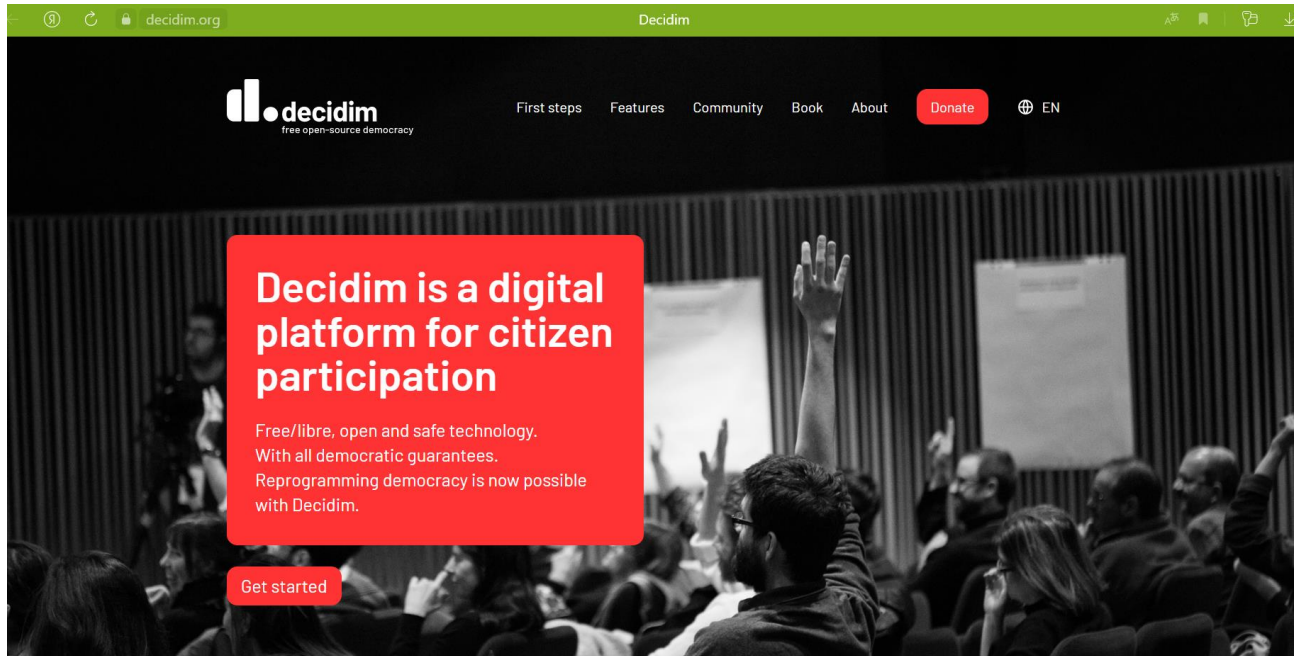 decidim.org
Decidim
decidim
free open-source democracy
First steps
Features
Community
Book
About
Donate
EN
Decidim is a digital
platform for citizen
participation
Free/libre, open and safe technology.
With all democratic guarantees.
Reprogramming democracy is now possible
with Decidim.
Get started